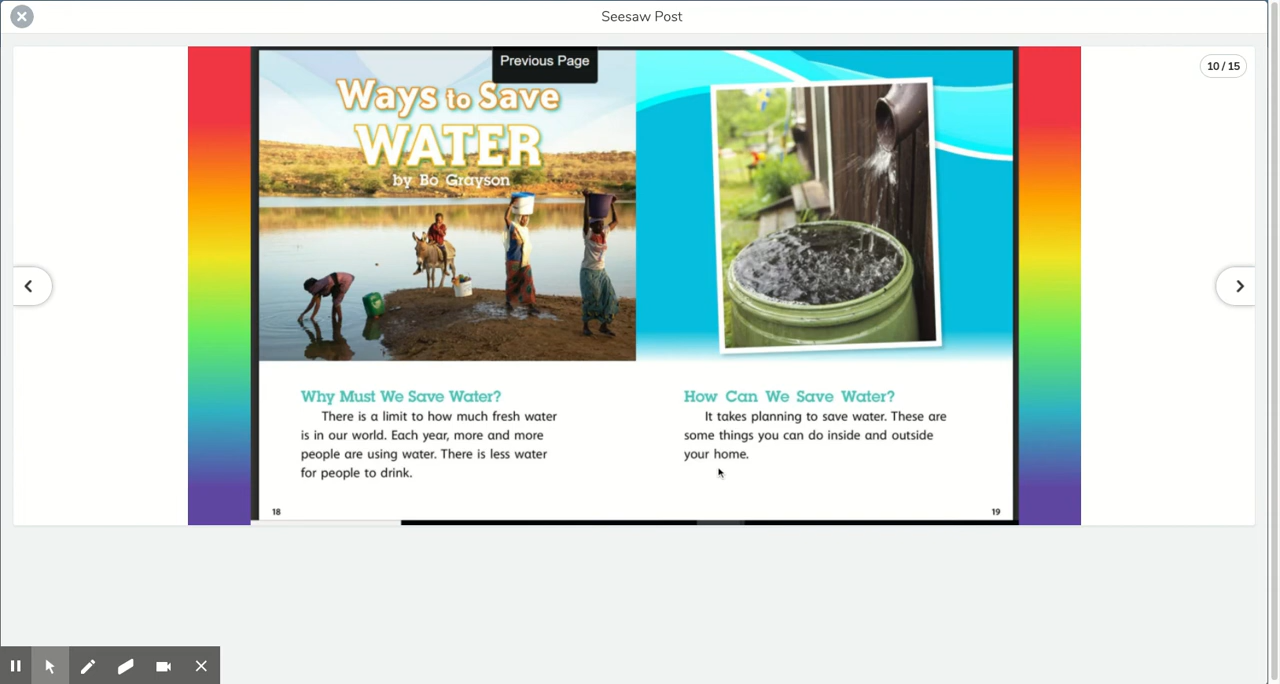 Seesaw Post
10 / 15
Previous Page
Ways to Save
WATER
by Bo Grayson
Why Must We Save Water?
There is a limit to how much fresh water
is in our world. Each year, more and more
people are using water. There is less water
for people to drink.
18
How Can We Save Water?
It takes planning to save water. These are
some things you can do inside and outside
your home.
19